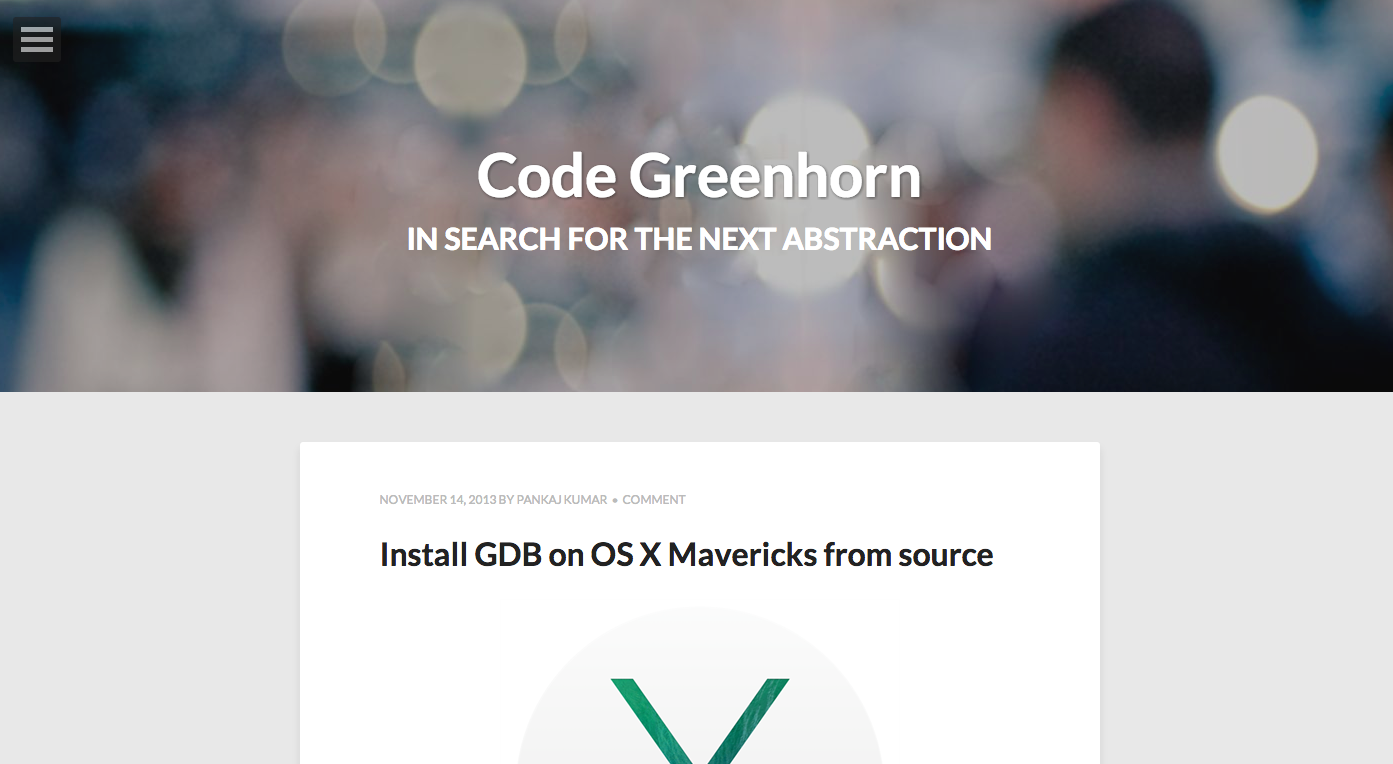 Code Greenhorn
IN SEARCH FOR THE NEXT ABSTRACTION
NOVEMBER 14, 2013 BY PANKAJ KUMAR • COMMENT
Install GDB on OS X Mavericks from source
X